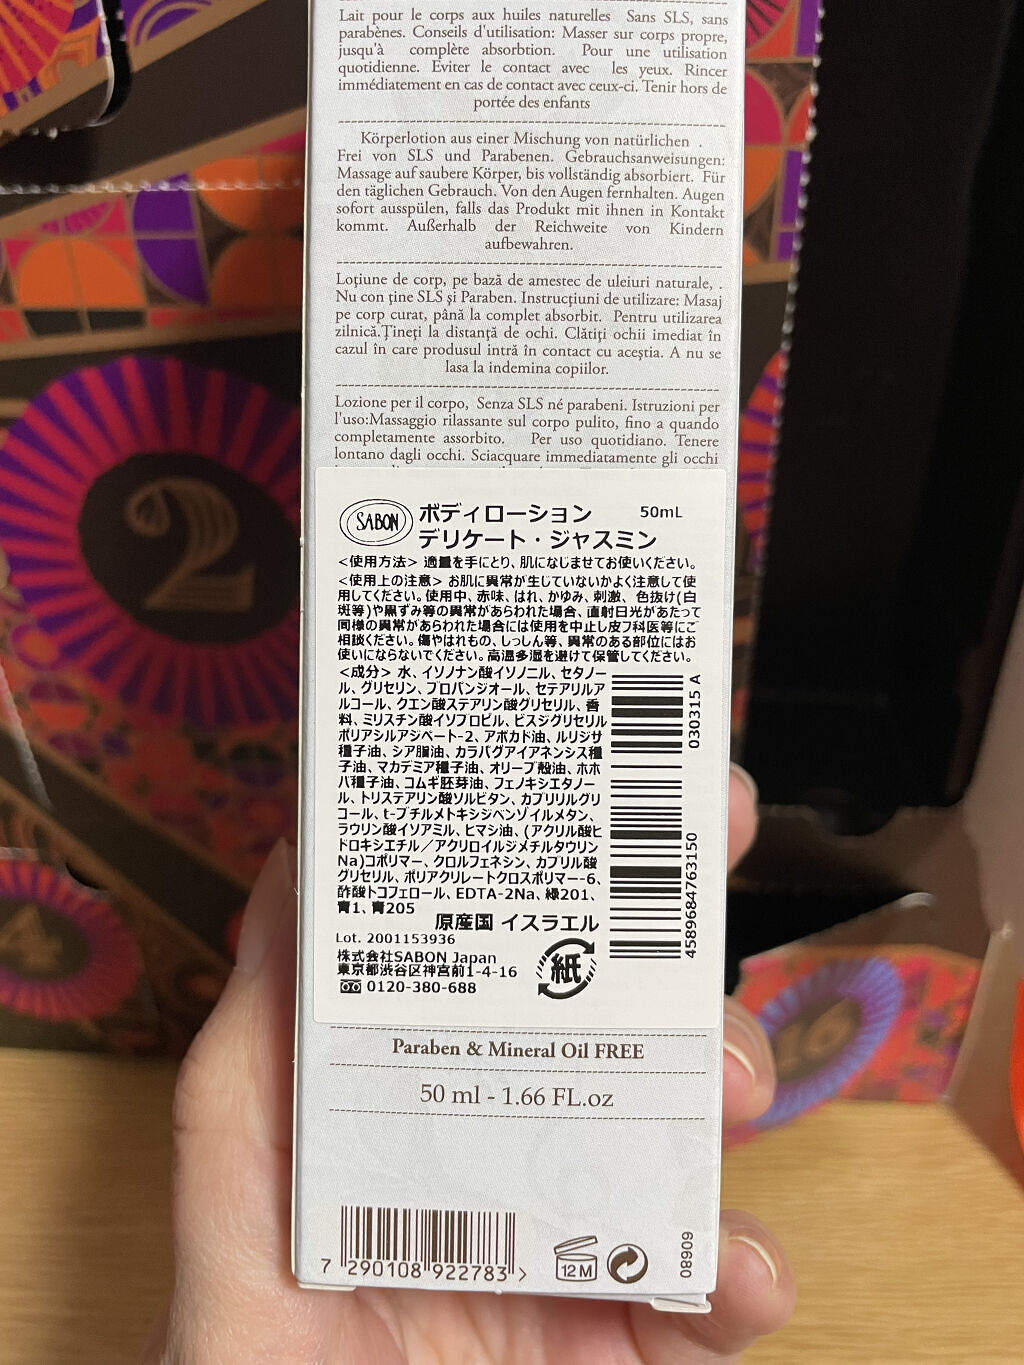 Lait pour le corps aux huiles naturelles Sans SLS, sans
parabènes. Conseils d'utilisation: Masser sur corps propre,
jusqu'à complète absorbtion. Pour une utilisation
quotidienne. Eviter le contact avec les yeux. Rincer
immédiatement en cas de contact avec ceux-ci. Tenir hors de
portée des enfants
Körperlotion aus einer Mischung von natürlichen .
Frei von SLS und Parabenen. Gebrauchsanweisungen:
Massage auf saubere Körper, bis vollständig absorbiert. Für
den täglichen Gebrauch. Von den Augen fernhalten. Augen
sofort ausspülen, falls das Produkt mit ihnen in Kontakt
kommt. Außerhalb der Reichweite von Kindern
aufbewahren.
Loțiune de corp, pe bază de amestec de uleiuri naturale, .
Nu con ține SLS și Paraben. Instrucțiuni de utilizare: Masaj
pe corp curat, până la complet absorbit. Pentru utilizarea
zilnică.Țineți la distanță de ochi. Clătiți ochii imediat în
cazul în care produsul intră în contact cu aceștia. A nu se
lasa la indemina copiilor.
Lozione per il corpo, Senza SLS né parabeni. Istruzioni per
l'uso:Massaggio rilassante sul corpo pulito, fino a quando
completamente assorbito. Per uso quotidiano. Tenere
lontano dagli occhi. Sciacquare immediatamente gli occhi
SABON ボディローション 50mL
デリケート・ジャスミン
<使用方法> 適量を手にとり、肌になじませてお使いください。
<使用上の注意> お肌に異常が生じていないかよく注意して使
用してください。使用中、赤味、はれ、かゆみ、刺激、色抜け(白
斑等)や黒ずみ等の異常があらわれた場合、直射日光があたって
同様の異常があらわれた場合には使用を中止し皮フ科医等にご
相談ください。傷やはれもの、しっしん等、異常のある部位にはお
使いにならないでください。高温多湿を避けて保管してください。
<成分> 水、イソノナン酸イソノニル、セタノー
ル、グリセリン、プロパンジオール、セテアリルア
ルコール、クエン酸ステアリン酸グリセリル、香
料、ミリスチン酸イソプロピル、ビスジグリセリル
ポリアシルアジペート-2、アボカド油、ルリジサ
種子油、シア脂油、カラパグアイアネンシス種
子油、マカデミア種子油、オリーブ殻油、ホホ
バ種子油、コムギ胚芽油、フェノキシエタノー
ル、トリステアリン酸ソルビタン、カプリリルグリ
コール、t-ブチルメトキシジベンゾイルメタン、
ラウリン酸イソアミル、ヒマシ油、(アクリル酸ヒ
ドロキシエチル/アクリロイルジメチルタウリン
Na)コポリマー、クロルフェネシン、カプリル酸
グリセリル、ポリアクリレートクロスポリマー-6、
酢酸トコフェロール、EDTA-2Na、緑201、
青1、青205
030315 A
4589684763150
原産国 イスラエル
Lot. 2001153936
株式会社SABON Japan
東京都渋谷区神宮前1-4-16
0120-380-688
紙
Paraben & Mineral Oil FREE
50 ml - 1.66 FL.oz
7 290108 922783 >
12 M
08909
2
4
16